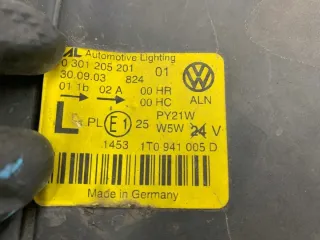 AL Automotive Lighting
0 301 205 201 01
30.09.03 824
01 1b 02 A 00 HR
00 HC ALN
L PL E1 25 PY21W
W5W 24 V
1453 1T0 941 005 D
Made in Germany